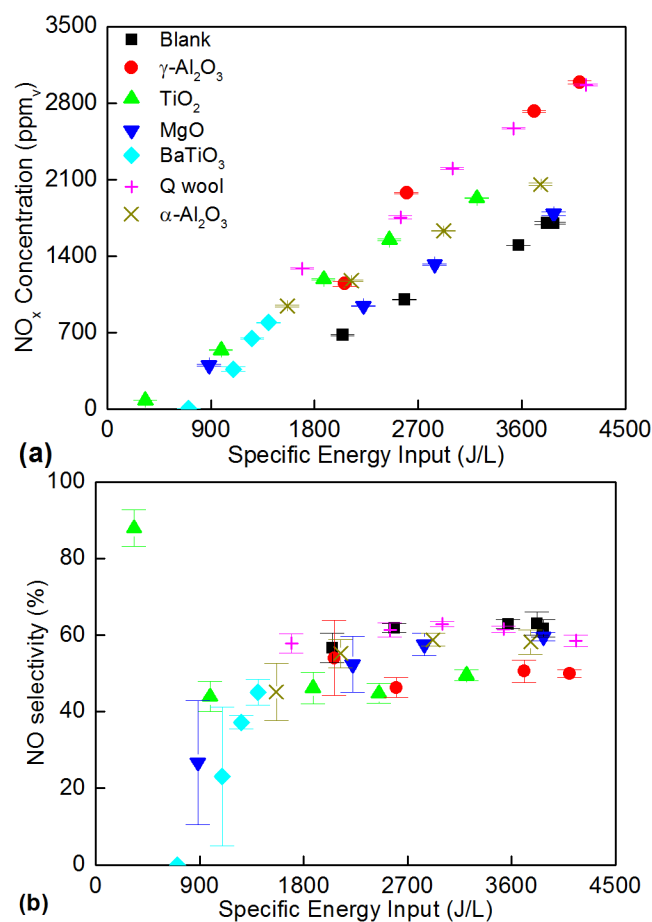 3500
2800
2100
1400
700
0
NOₓ Concentration (ppmᵥ)
Blank
γ-Al₂O₃
TiO₂
MgO
BaTiO₃
Q wool
α-Al₂O₃
0 900 1800 2700 3600 4500
(a) Specific Energy Input (J/L)
100
80
60
40
20
0
NO selectivity (%)
0 900 1800 2700 3600 4500
(b) Specific Energy Input (J/L)